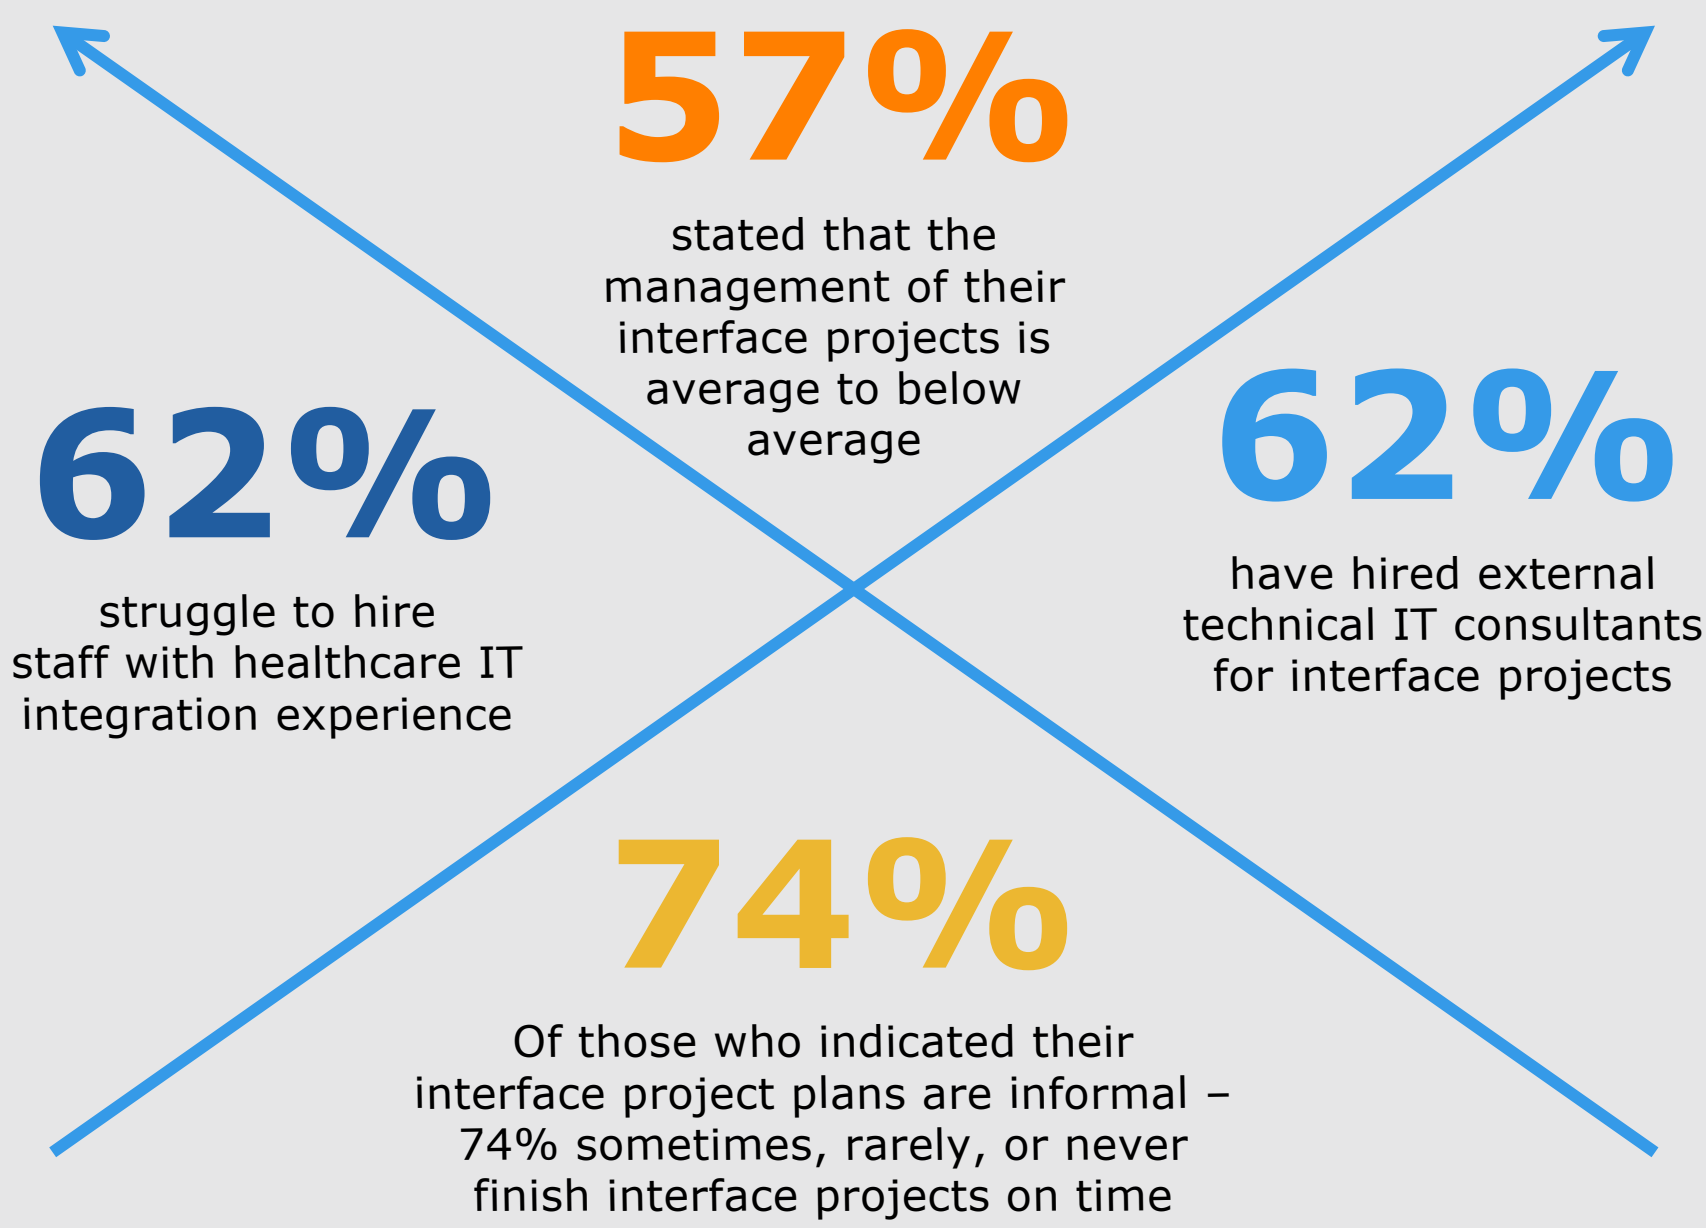 57%
stated that the
management of their
interface projects is
average to below
average
62%
struggle to hire
staff with healthcare IT
integration experience
62%
have hired external
technical IT consultants
for interface projects
74%
Of those who indicated their
interface project plans are informal –
74% sometimes, rarely, or never
finish interface projects on time